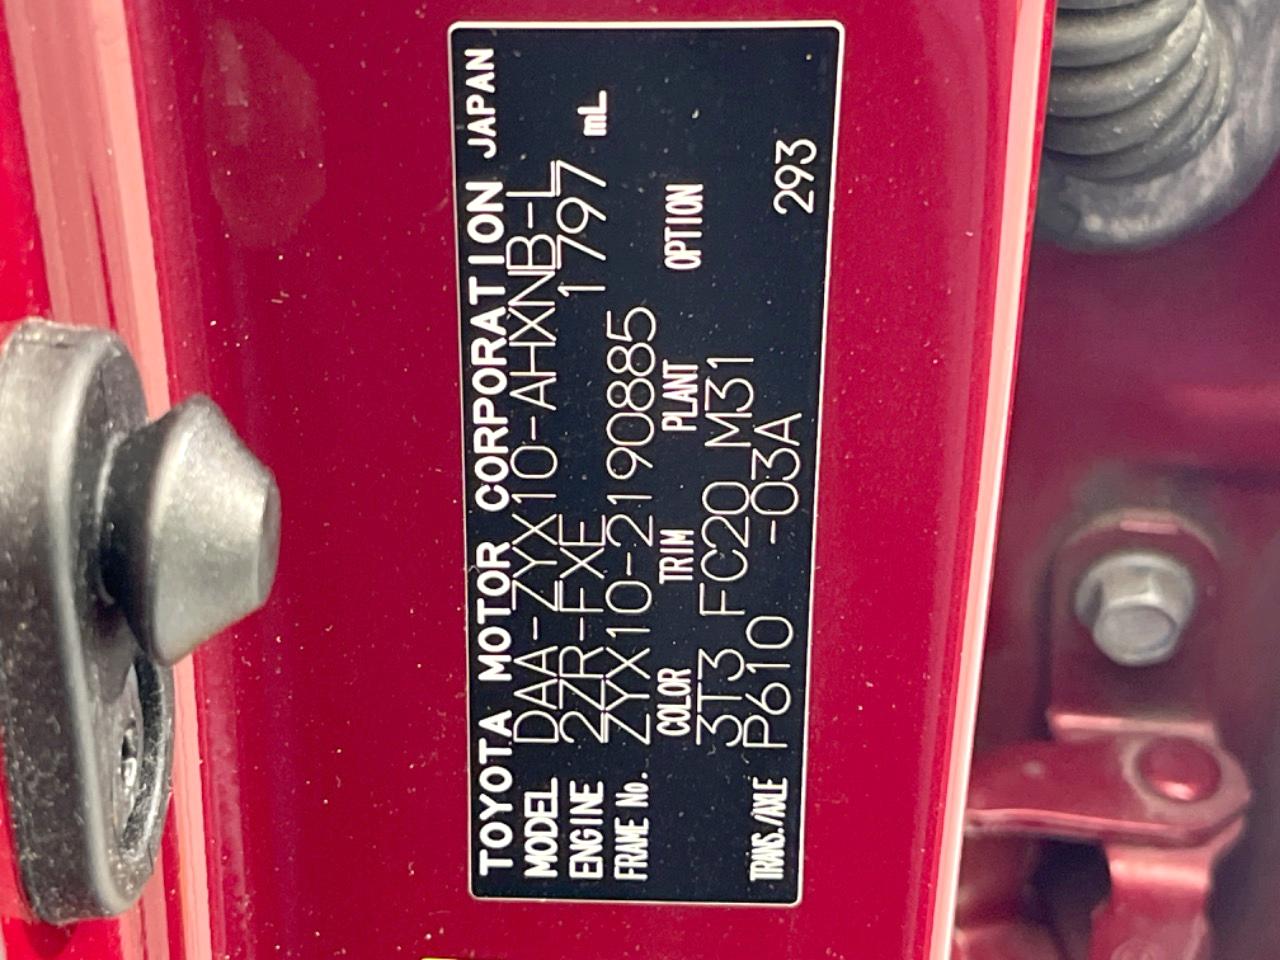 TOYOTA MOTOR CORPORATION JAPAN
MODEL DAA-ZYX10-AHXNB-L
ENGINE 2ZR-FXE 1797 mL
FRAME No. ZYX10-2190885
COLOR TRIM PLANT OPTION
3T3 FC20 M31
TRANS./AXLE P610 -03A 293